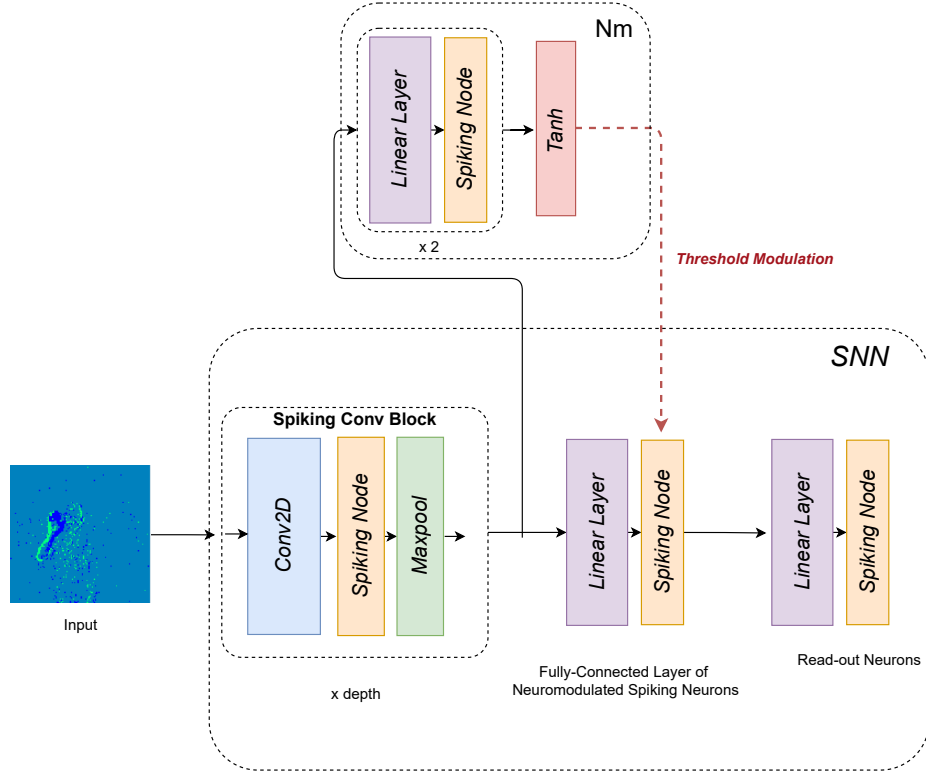 Nm
Linear Layer
Spiking Node
Tanh
x 2
Threshold Modulation
SNN
Spiking Conv Block
Conv2D
Spiking Node
Maxpool
Linear Layer
Spiking Node
Linear Layer
Spiking Node
Input
x depth
Fully-Connected Layer of
Neuromodulated Spiking Neurons
Read-out Neurons